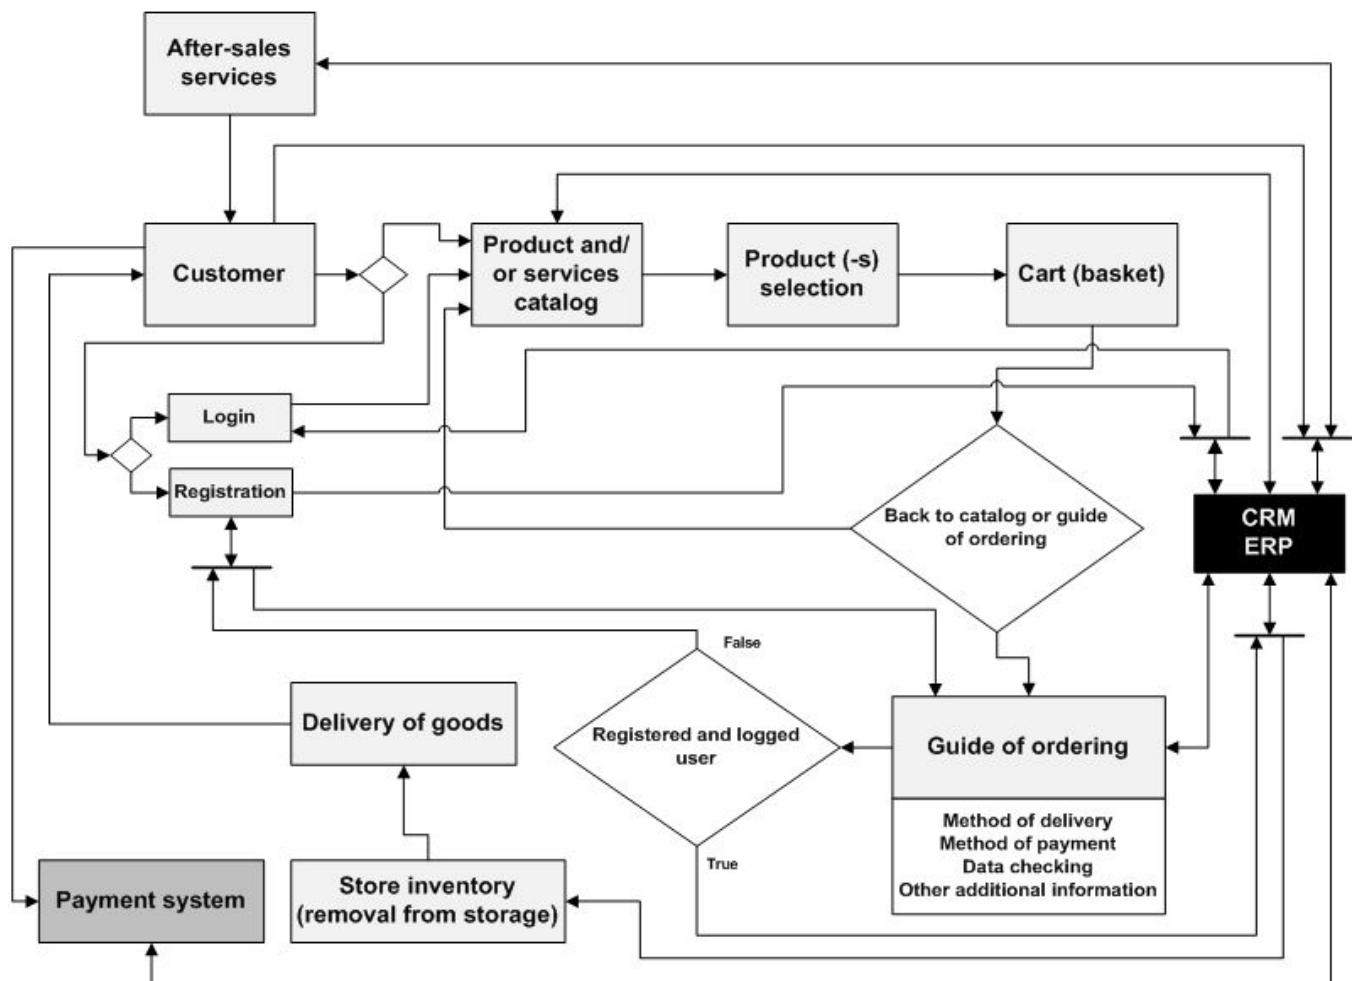 After-sales
services
Customer
Product and/
or services
catalog
Product (-s)
selection
Cart (basket)
Login
Registration
Back to catalog or guide
of ordering
CRM
ERP
False
Delivery of goods
Registered and logged
user
Guide of ordering
Method of delivery
Method of payment
Data checking
Other additional information
True
Payment system
Store inventory
(removal from storage)